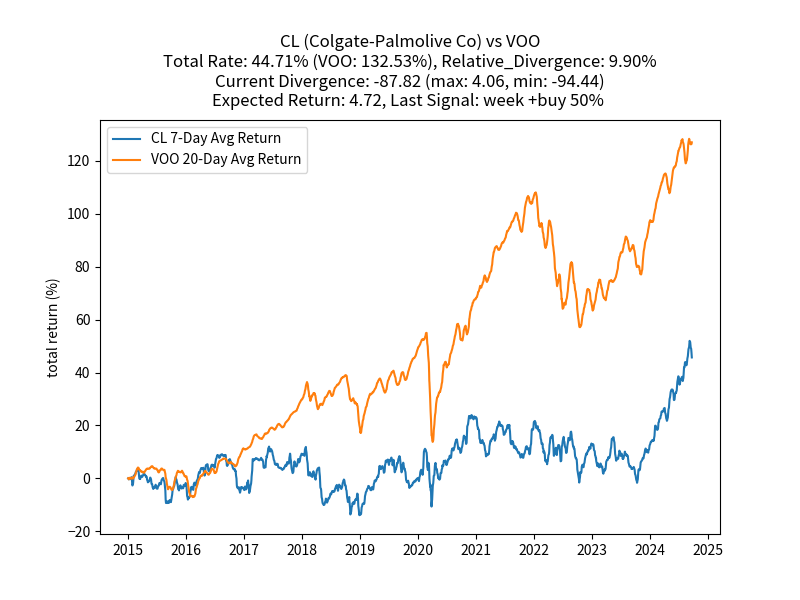 CL (Colgate-Palmolive Co) vs VOO
Total Rate: 44.71% (VOO: 132.53%), Relative_Divergence: 9.90%
Current Divergence: -87.82 (max: 4.06, min: -94.44)
Expected Return: 4.72, Last Signal: week +buy 50%
CL 7-Day Avg Return
VOO 20-Day Avg Return
total return (%)
120
100
80
60
40
20
0
−20
2015 2016 2017 2018 2019 2020 2021 2022 2023 2024 2025